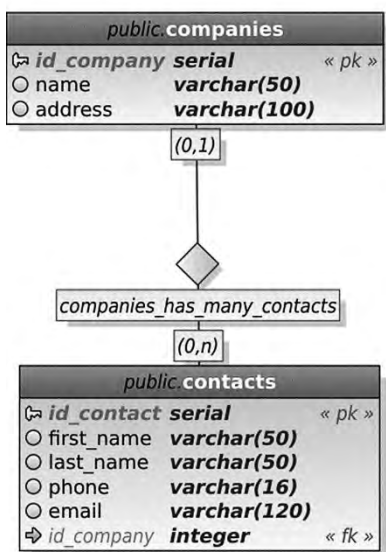 public.companies
id_company serial « pk »
name varchar(50)
address varchar(100)
(0,1)
companies_has_many_contacts
(0,n)
public.contacts
id_contact serial « pk »
first_name varchar(50)
last_name varchar(50)
phone varchar(16)
email varchar(120)
id_company integer « fk »